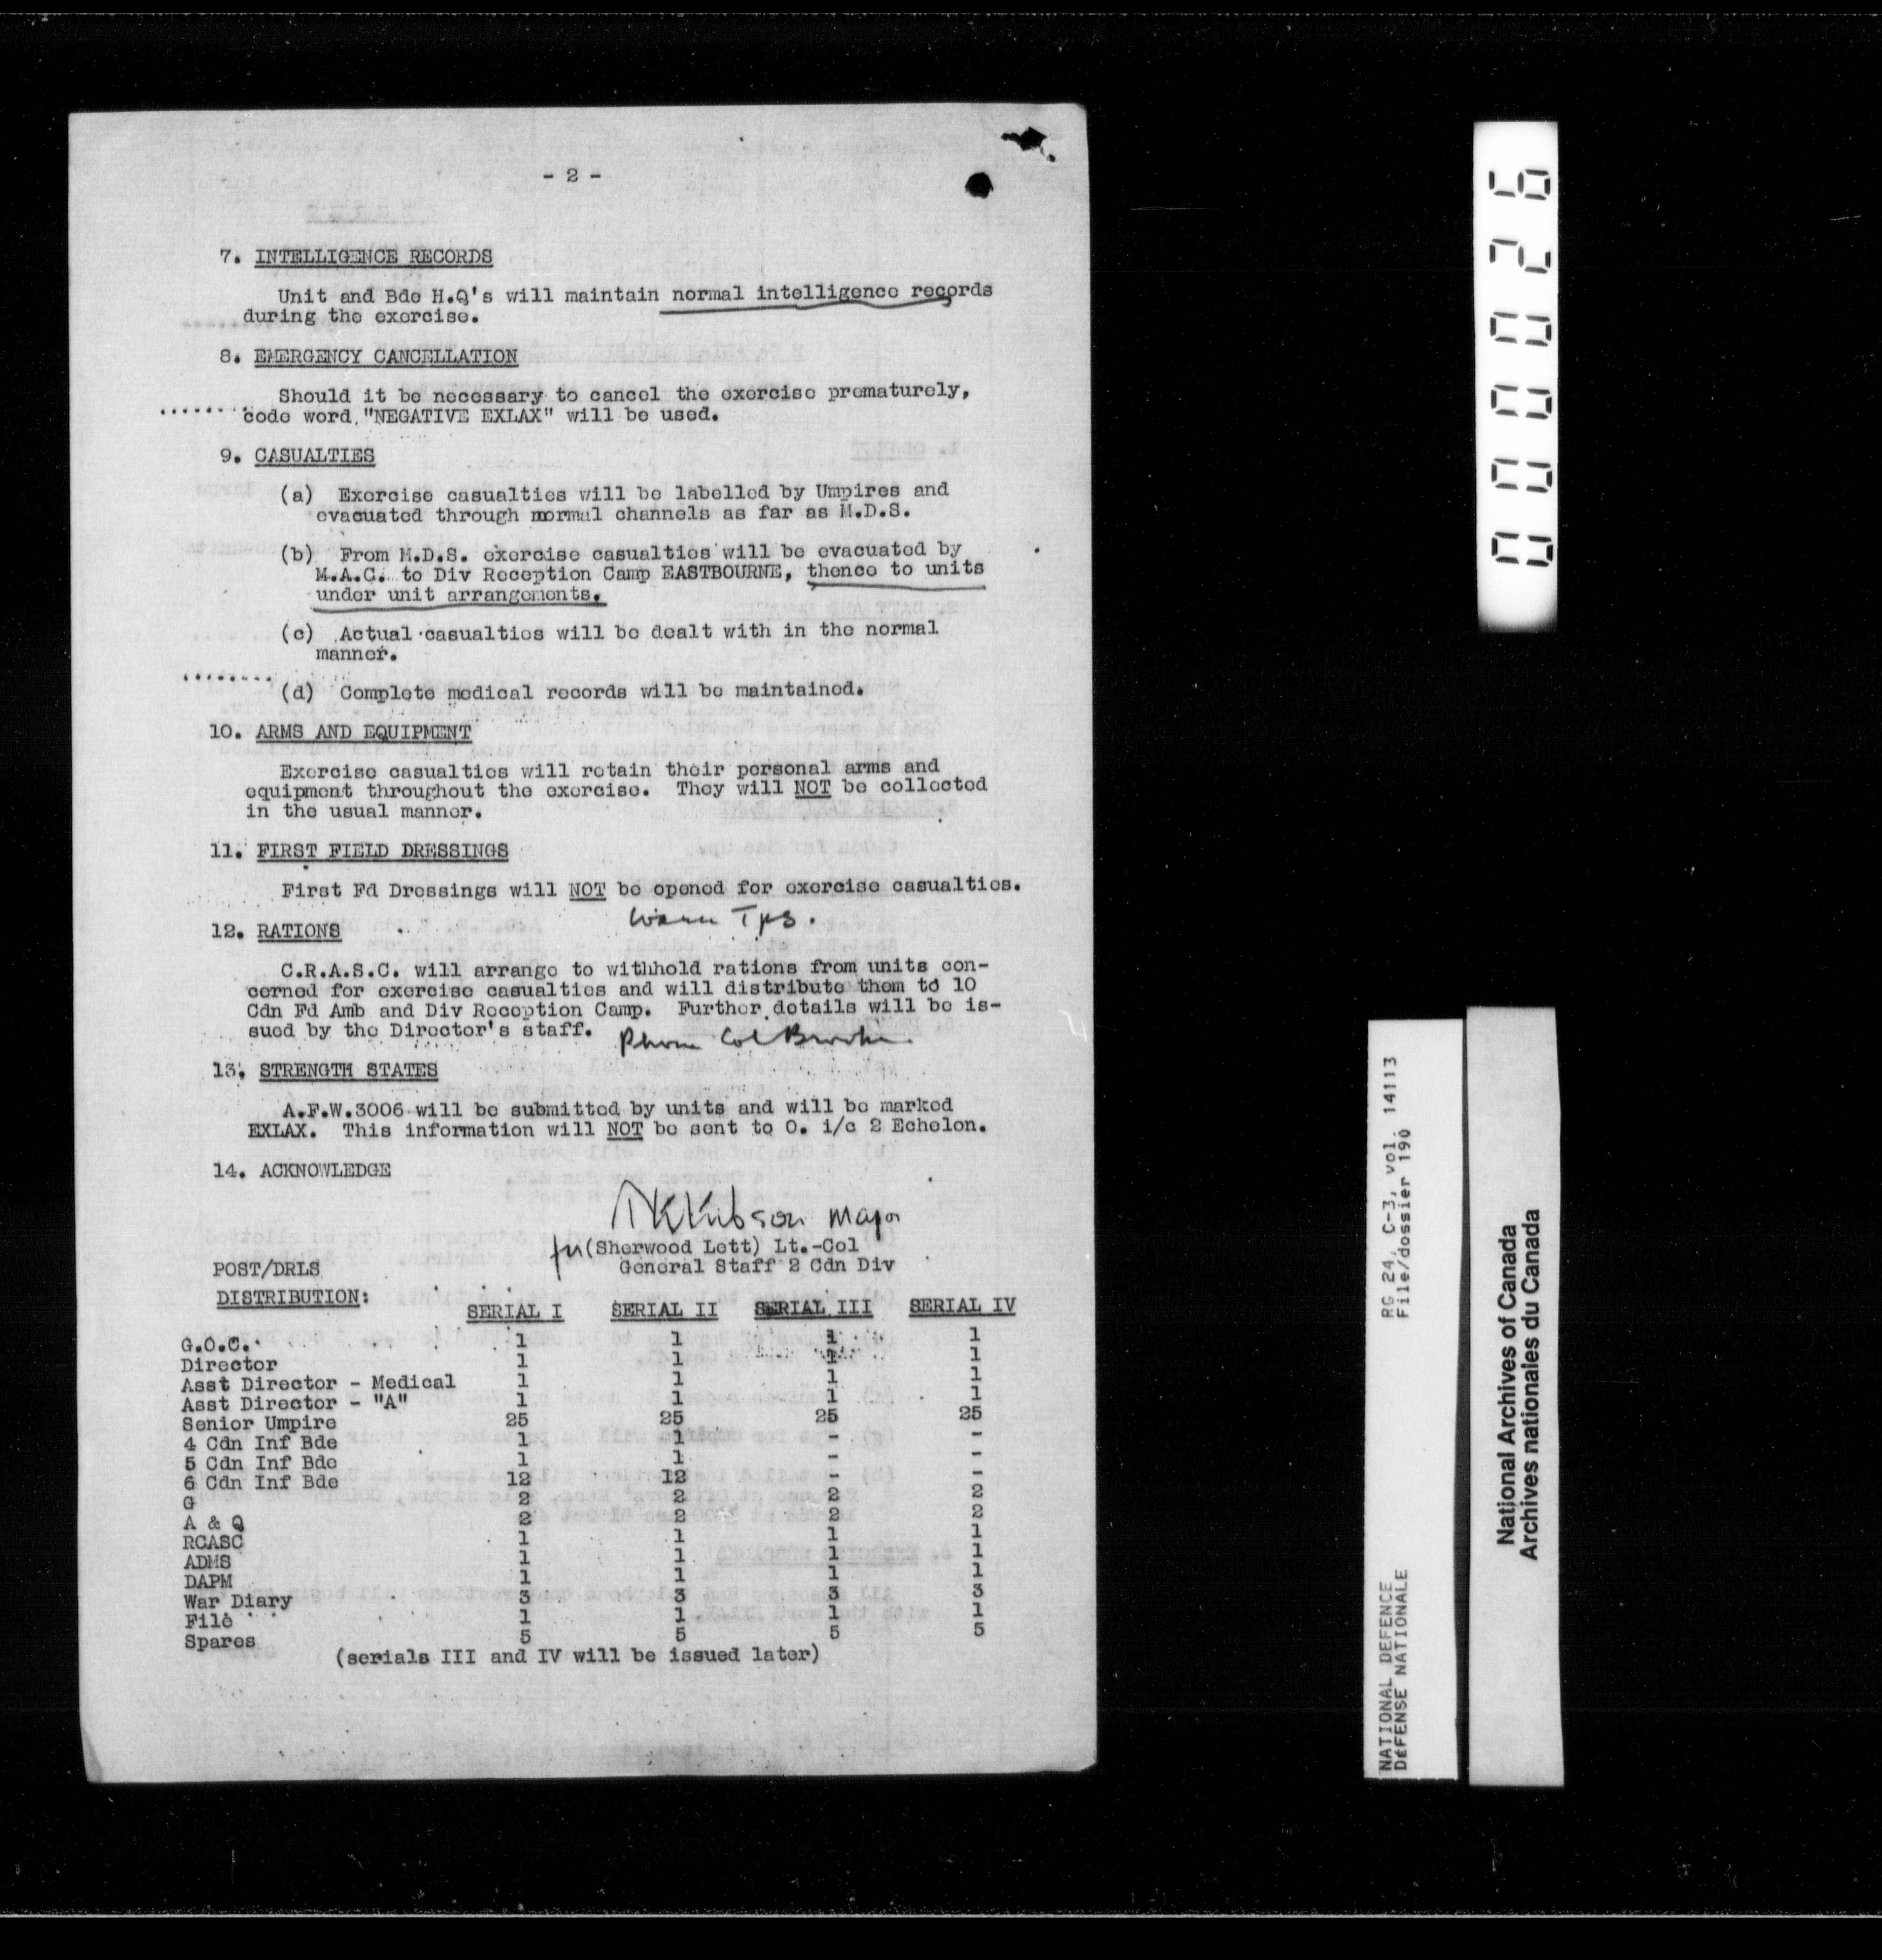 - 2 -
7. INTELLIGENCE RECORDS
Unit and Bde H.Q's will maintain normal intelligence records
during the exercise.
8. EMERGENCY CANCELLATION
Should it be necessary to cancel the exercise prematurely,
........code word "NEGATIVE EXLAX" will be used.
9. CASUALTIES
(a) Exercise casualties will be labelled by Umpires and
evacuated through normal channels as far as M.D.S.
(b) From M.D.S. exercise casualties will be evacuated by
M.A.C. to Div Reception Camp EASTBOURNE, thence to units
under unit arrangements.
(c) Actual casualties will be dealt with in the normal
manner.
........
(d) Complete medical records will be maintained.
10. ARMS AND EQUIPMENT
Exercise casualties will retain their personal arms and
equipment throughout the exercise. They will NOT be collected
in the usual manner.
11. FIRST FIELD DRESSINGS
First Fd Dressings will NOT be opened for exercise casualties.
Warn Tps.
12. RATIONS
C.R.A.S.C. will arrange to withhold rations from units con-
cerned for exercise casualties and will distribute them to 10
Cdn Fd Amb and Div Reception Camp. Further details will be is-
sued by the Director's staff.
Phone Col
13. STRENGTH STATES
A.F.W.3006 will be submitted by units and will be marked
EXLAX. This information will NOT be sent to O. i/c 2 Echelon.
14. ACKNOWLEDGE
Major
for (Sherwood Lett) Lt.-Col
General Staff 2 Cdn Div
POST/DRLS
DISTRIBUTION:
SERIAL I SERIAL II SERIAL III SERIAL IV
G.O.C. 1 1 1 1
Director 1 1 1 1
Asst Director - Medical 1 1 1 1
Asst Director - "A" 1 1 1 1
Senior Umpire 25 25 25 25
4 Cdn Inf Bde 1 1 - -
5 Cdn Inf Bde 1 1 - -
6 Cdn Inf Bde 12 12 - -
G 2 2 2 2
A & Q 2 2 2 2
RCASC 1 1 1 1
ADMS 1 1 1 1
DAPM 1 1 1 1
War Diary 3 3 3 3
File 1 1 1 1
Spares 5 5 5 5
(serials III and IV will be issued later)
0000026
NATIONAL DEFENCE RG 24, C-3, vol. 14113
DÉFENSE NATIONALE File/dossier 190
National Archives of Canada
Archives nationales du Canada